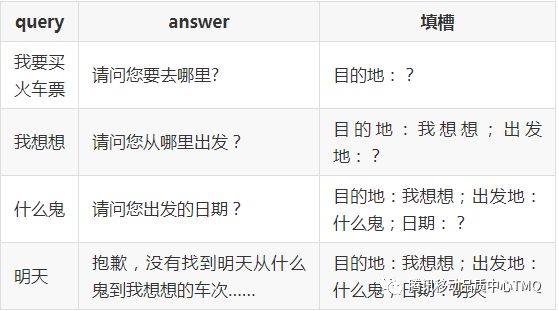 query answer 填槽
我要买
火车票
请问您要去哪里?
目的地：？
我想想
请问您从哪里出发？
目的地：我想想；出发
地：？
什么鬼
请问您出发的日期？
目的地:我想想；出发地：
什么鬼；日期：？
明天
抱歉，没有找到明天从什么
鬼到我想想的车次……
目的地:我想想；出发地：
什么鬼；日期：明天
腾讯移动品质中心TMQ